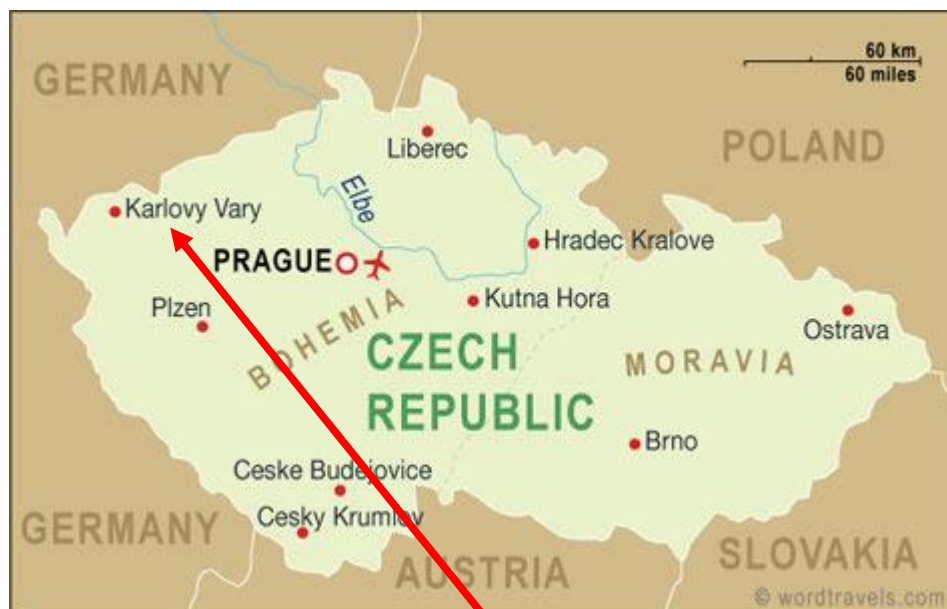 GERMANY
60 km
60 miles
POLAND
Liberec
Elbe
Karlovy Vary
Hradec Kralove
PRAGUE
Plzen
Kutna Hora
Ostrava
BOHEMIA
CZECH
REPUBLIC
MORAVIA
Brno
Ceske Budejovice
Cesky Krumlov
GERMANY
AUSTRIA
SLOVAKIA
© wordtravels.com